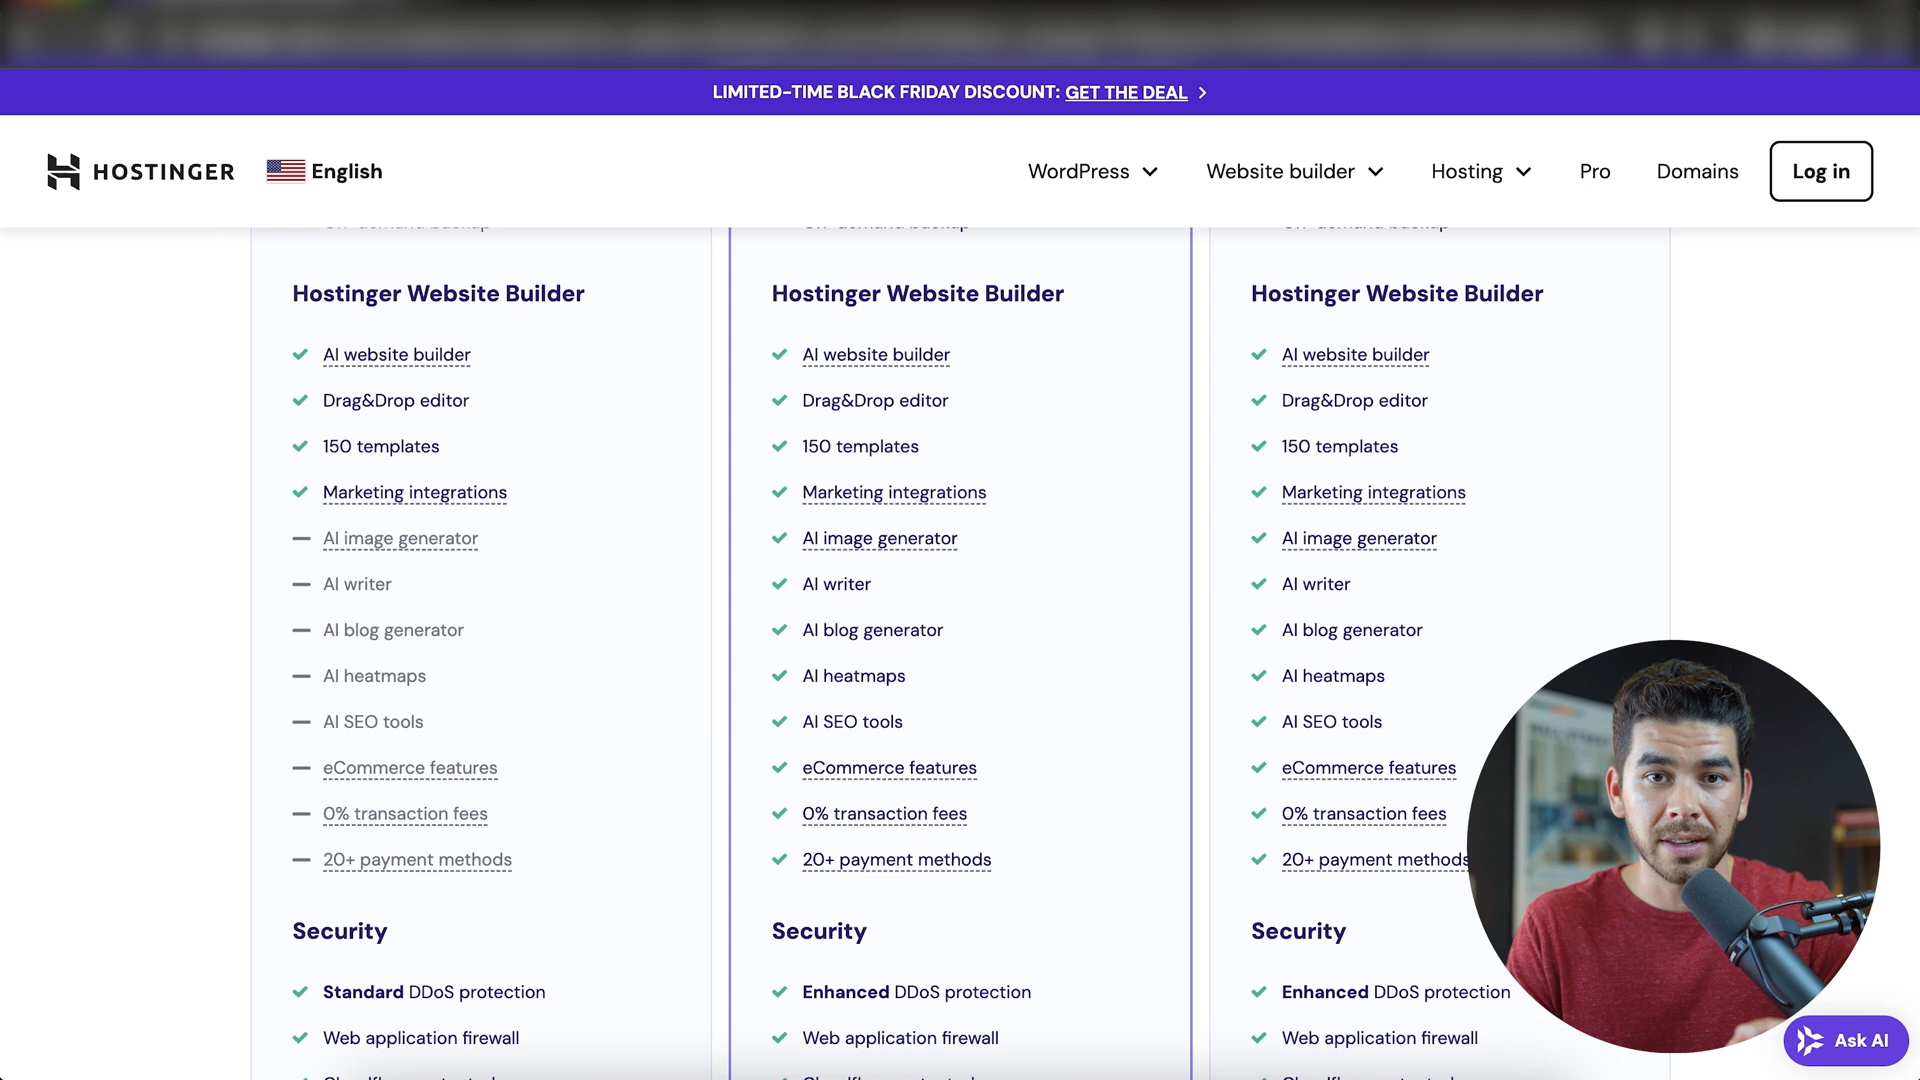 LIMITED-TIME BLACK FRIDAY DISCOUNT: GET THE DEAL
HOSTINGER English WordPress Website builder Hosting Pro Domains Log in
Hostinger Website Builder
AI website builder
Drag&Drop editor
150 templates
Marketing integrations
AI image generator
AI writer
AI blog generator
AI heatmaps
AI SEO tools
eCommerce features
0% transaction fees
20+ payment methods
Security
Standard DDoS protection
Web application firewall
Hostinger Website Builder
AI website builder
Drag&Drop editor
150 templates
Marketing integrations
AI image generator
AI writer
AI blog generator
AI heatmaps
AI SEO tools
eCommerce features
0% transaction fees
20+ payment methods
Security
Enhanced DDoS protection
Web application firewall
Hostinger Website Builder
AI website builder
Drag&Drop editor
150 templates
Marketing integrations
AI image generator
AI writer
AI blog generator
AI heatmaps
AI SEO tools
eCommerce features
0% transaction fees
20+ payment methods
Security
Enhanced DDoS protection
Web application firewall
Ask AI